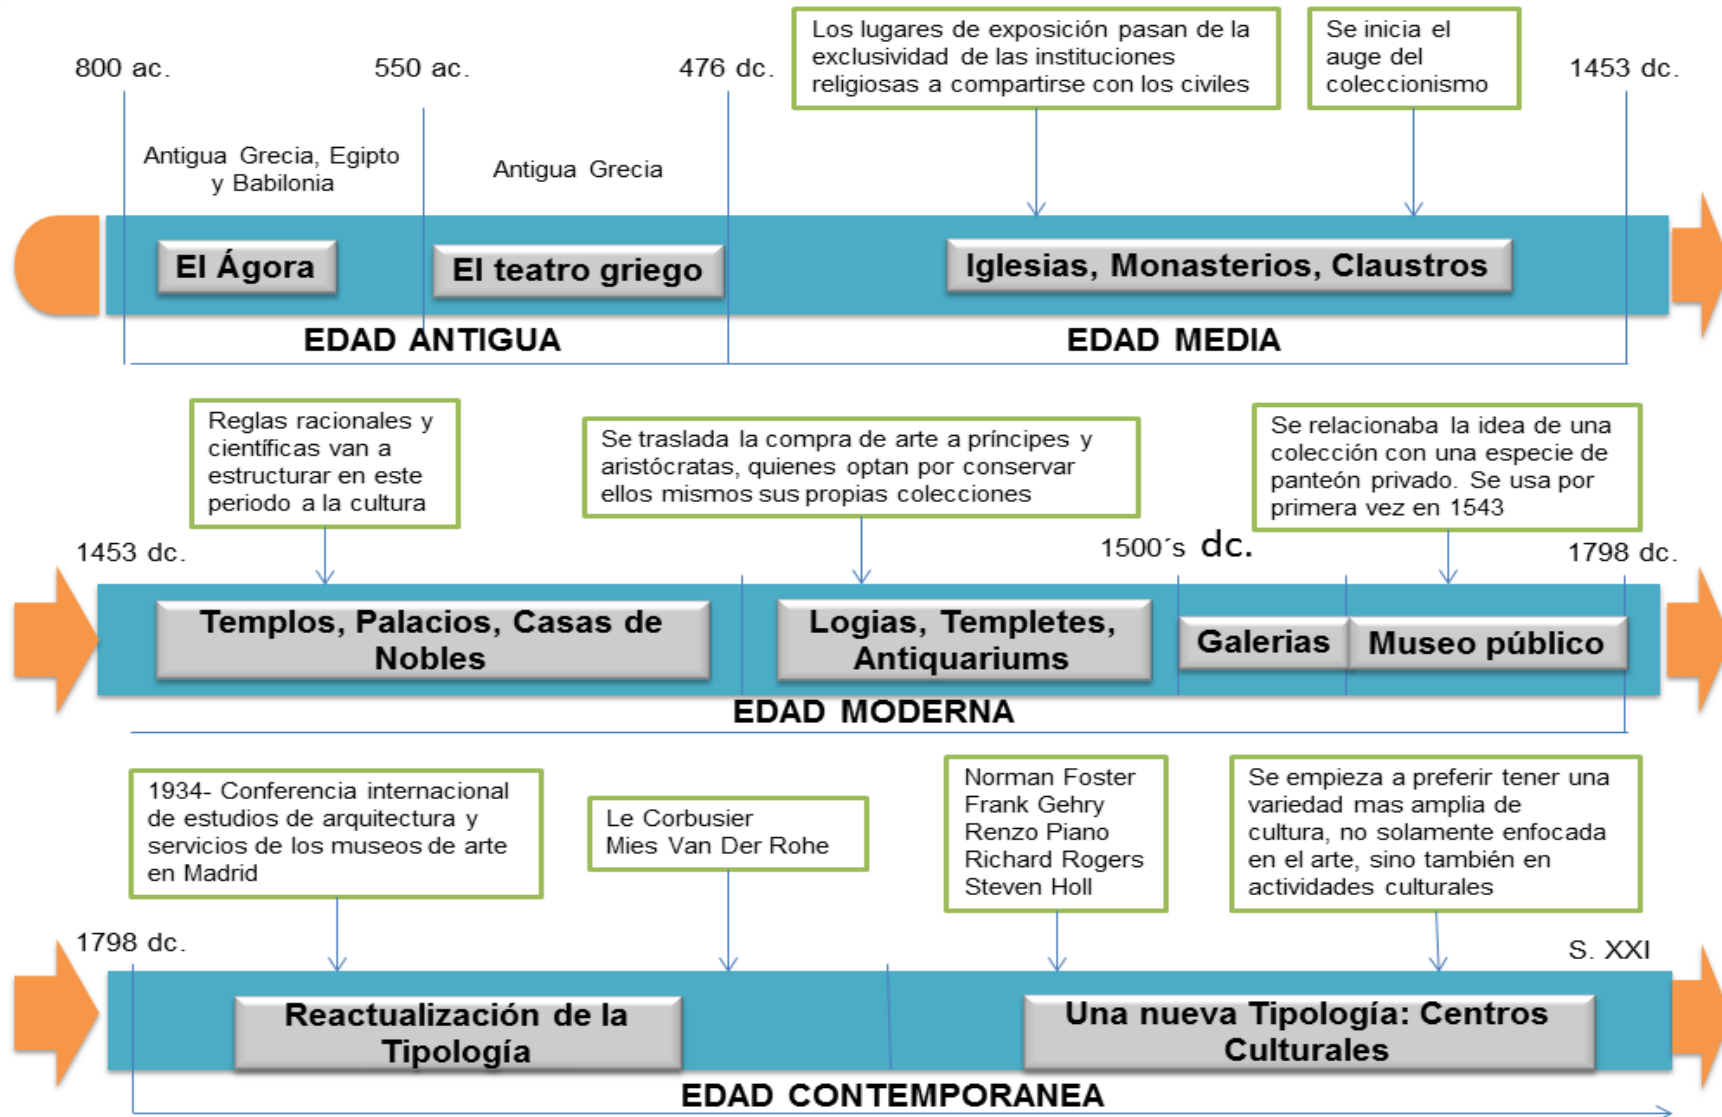 800 ac.
550 ac.
476 dc.
Los lugares de exposición pasan de la
exclusividad de las instituciones
religiosas a compartirse con los civiles
Se inicia el
auge del
coleccionismo
1453 dc.
Antigua Grecia, Egipto
y Babilonia
Antigua Grecia
El Ágora
El teatro griego
Iglesias, Monasterios, Claustros
EDAD ANTIGUA
EDAD MEDIA
Reglas racionales y
científicas van a
estructurar en este
periodo a la cultura
Se traslada la compra de arte a príncipes y
aristócratas, quienes optan por conservar
ellos mismos sus propias colecciones
Se relacionaba la idea de una
colección con una especie de
panteón privado. Se usa por
primera vez en 1543
1453 dc.
1500´s dc.
1798 dc.
Templos, Palacios, Casas de
Nobles
Logias, Templetes,
Antiquariums
Galerias
Museo público
EDAD MODERNA
1934- Conferencia internacional
de estudios de arquitectura y
servicios de los museos de arte
en Madrid
Le Corbusier
Mies Van Der Rohe
Norman Foster
Frank Gehry
Renzo Piano
Richard Rogers
Steven Holl
Se empieza a preferir tener una
variedad mas amplia de
cultura, no solamente enfocada
en el arte, sino también en
actividades culturales
1798 dc.
S. XXI
Reactualización de la
Tipología
Una nueva Tipología: Centros
Culturales
EDAD CONTEMPORANEA